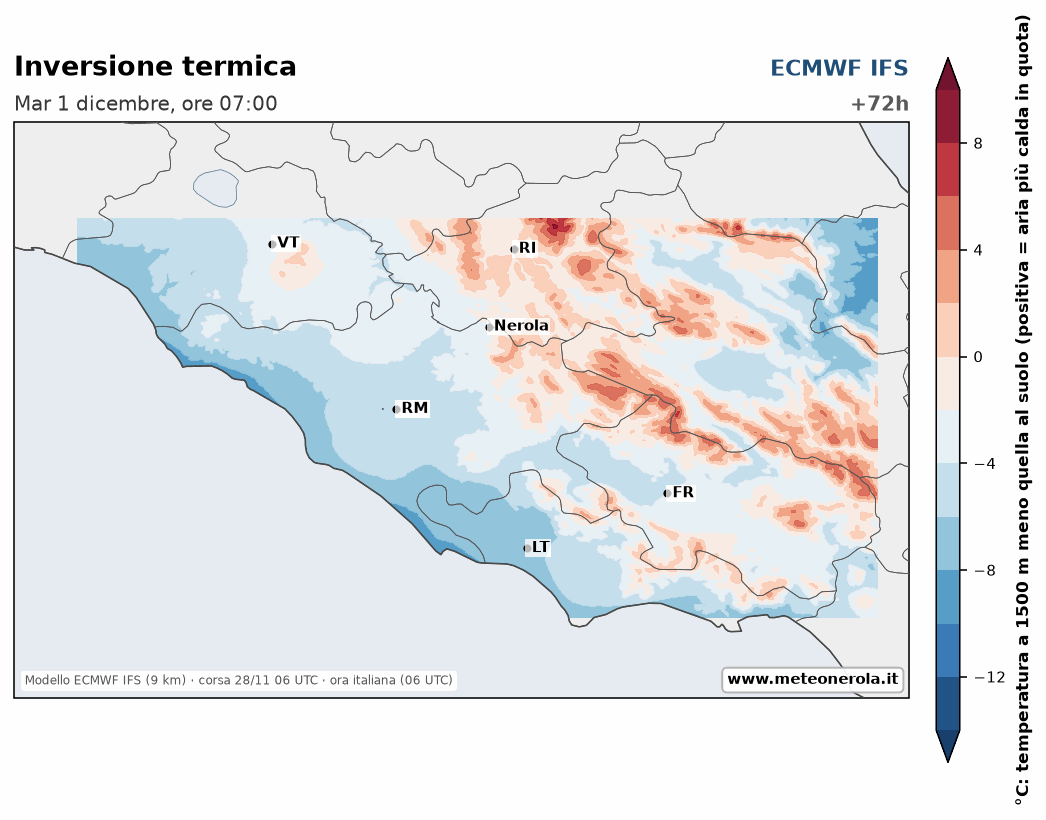 Inversione termica
ECMWF IFS
Mar 1 dicembre, ore 07:00
+72h
VT
RI
Nerola
RM
FR
LT
Modello ECMWF IFS (9 km) · corsa 28/11 06 UTC · ora italiana (06 UTC)
www.meteonerola.it
8
4
0
−4
−8
−12
°C: temperatura a 1500 m meno quella al suolo (positiva = aria più calda in quota)